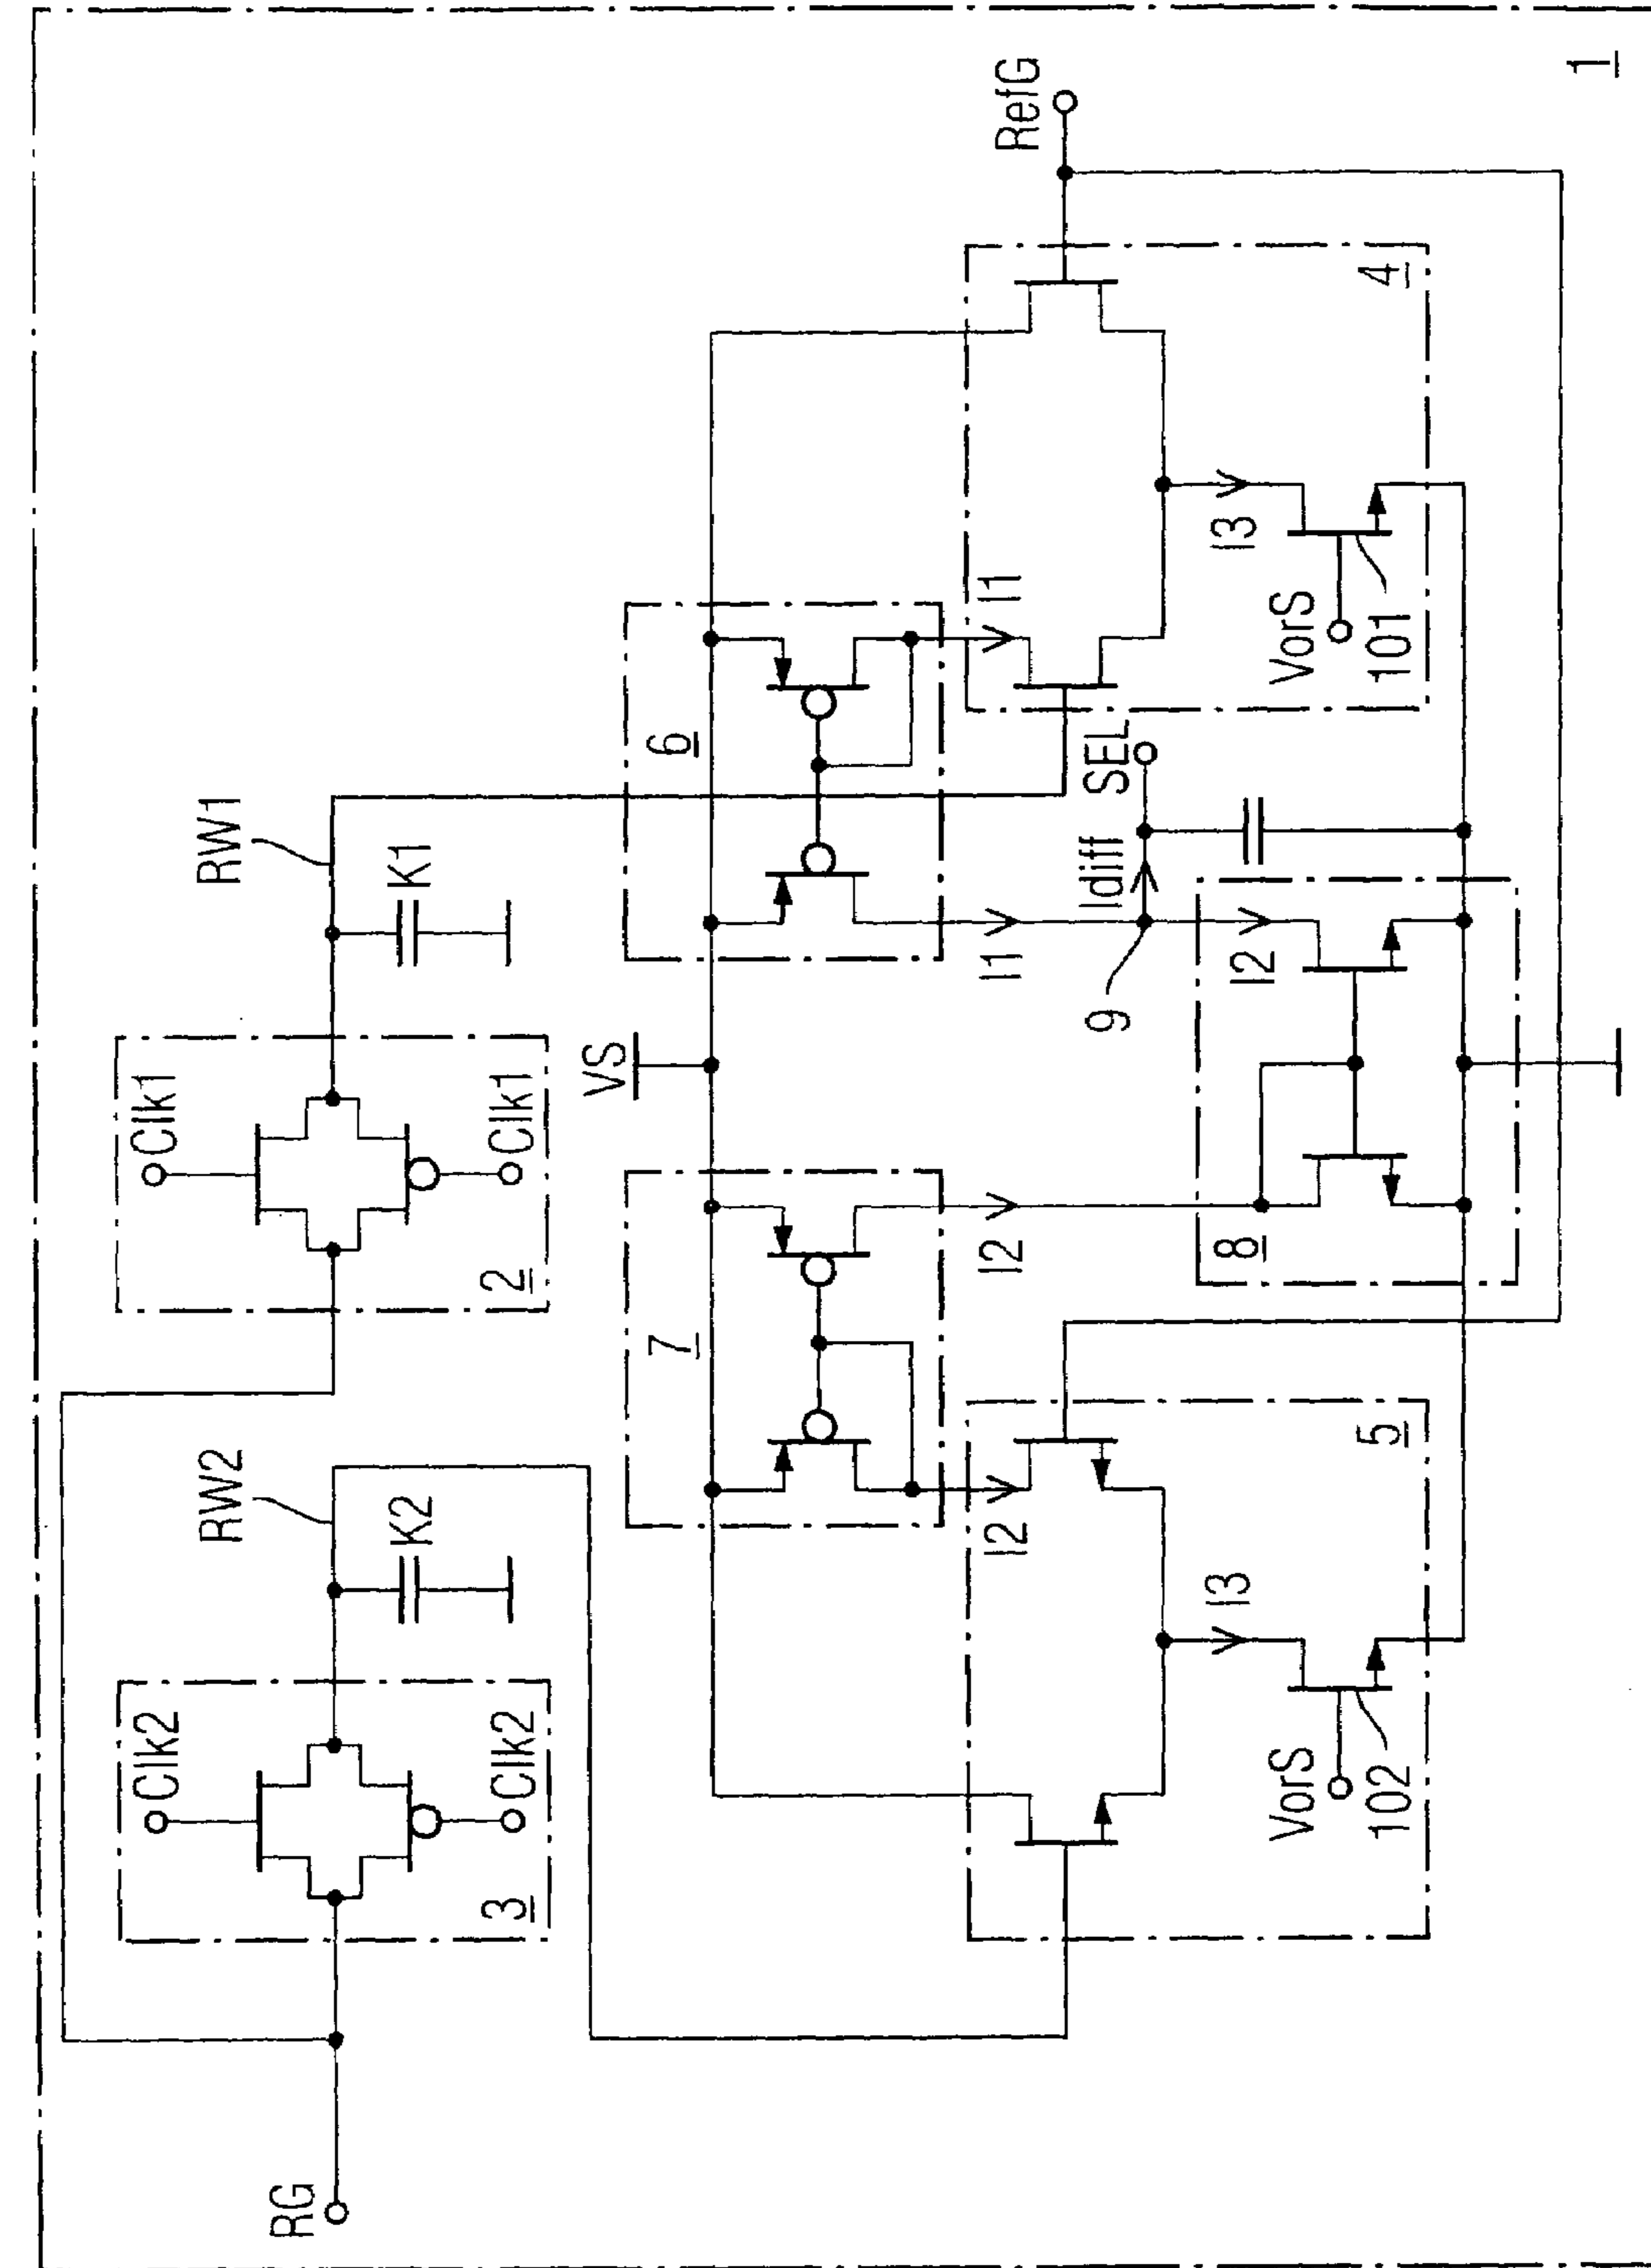 RG
Clk2
Clk2
3
RW2
K2
Clk1
Clk1
2
RW1
K1
VS
7
6
I2
I2
I1
I1
RefG
5
I3
VorS
102
8
9
I2
Idiff
SEL
4
I3
VorS
101
1